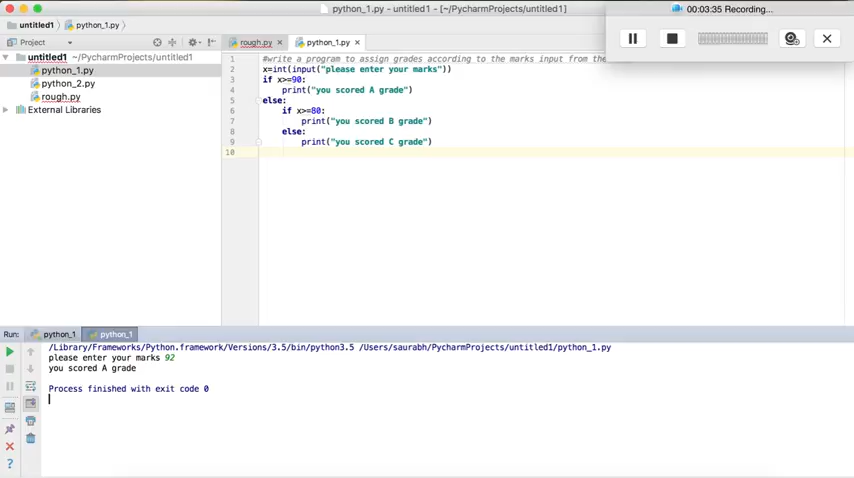 python_1.py - untitled1 - [~/PycharmProjects/untitled1]
00:03:35 Recording...
untitled1
python_1.py
Project
rough.py
python_1.py
untitled1 ~/PycharmProjects/untitled1
python_1.py
python_2.py
rough.py
External Libraries
1 #write a program to assign grades according to the marks input from the
2 x=int(input("please enter your marks"))
3 if x>=90:
4 print("you scored A grade")
5 else:
6 if x>=80:
7 print("you scored B grade")
8 else:
9 print("you scored C grade")
10
Run: python_1 python_1
/Library/Frameworks/Python.framework/Versions/3.5/bin/python3.5 /Users/saurabh/PycharmProjects/untitled1/python_1.py
please enter your marks 92
you scored A grade
Process finished with exit code 0